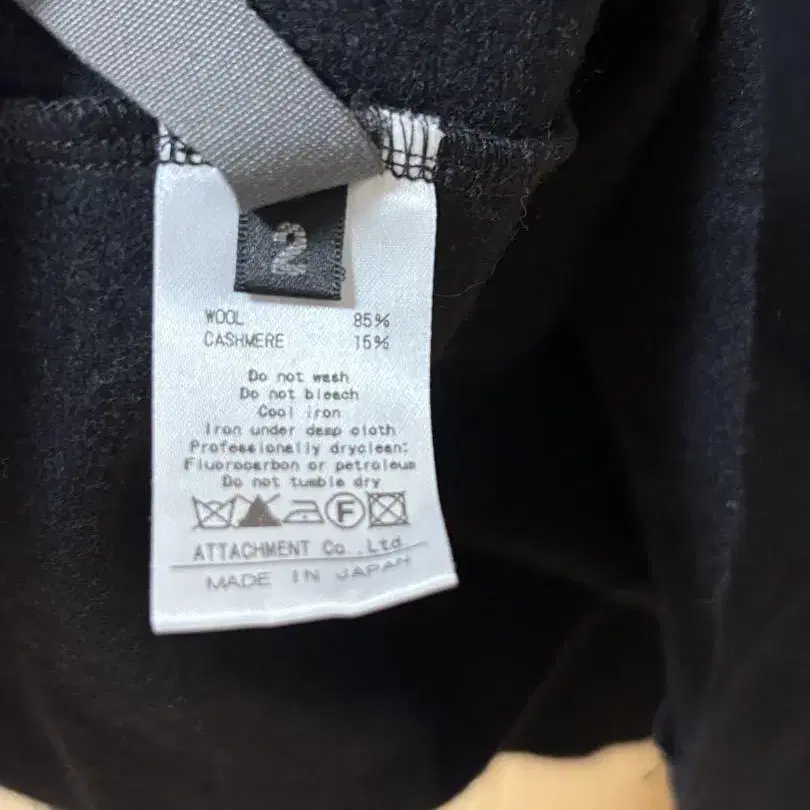 2
WOOL 85%
CASHMERE 15%
Do not wash
Do not bleach
Cool iron
Iron under damp cloth
Professionally dryclean:
Fluorocarbon or petroleum
Do not tumble dry
F
ATTACHMENT Co.,Ltd
MADE IN JAPAN